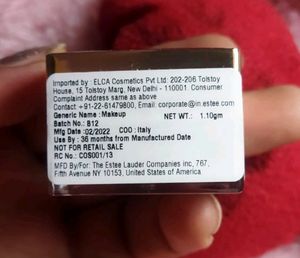 Imported by : ELCA Cosmetics Pvt Ltd: 202-206 Tolstoy
House, 15 Tolstoy Marg, New Delhi - 110001. Consumer
Complaint Address same as above
Contact +91-22-61479800, Email: corporate@in.estee.com
Generic Name : Makeup NET WT.: 1.10gm
Batch No. : B12
Mfg Date : 02/2022 COO : Italy
Use By : 36 months from Manufactured Date
NOT FOR RETAIL SALE
RC No.: COS001/13
MFD By/For: The Estee Lauder Companies inc, 767,
Fifth Avenue NY 10153, United States of America